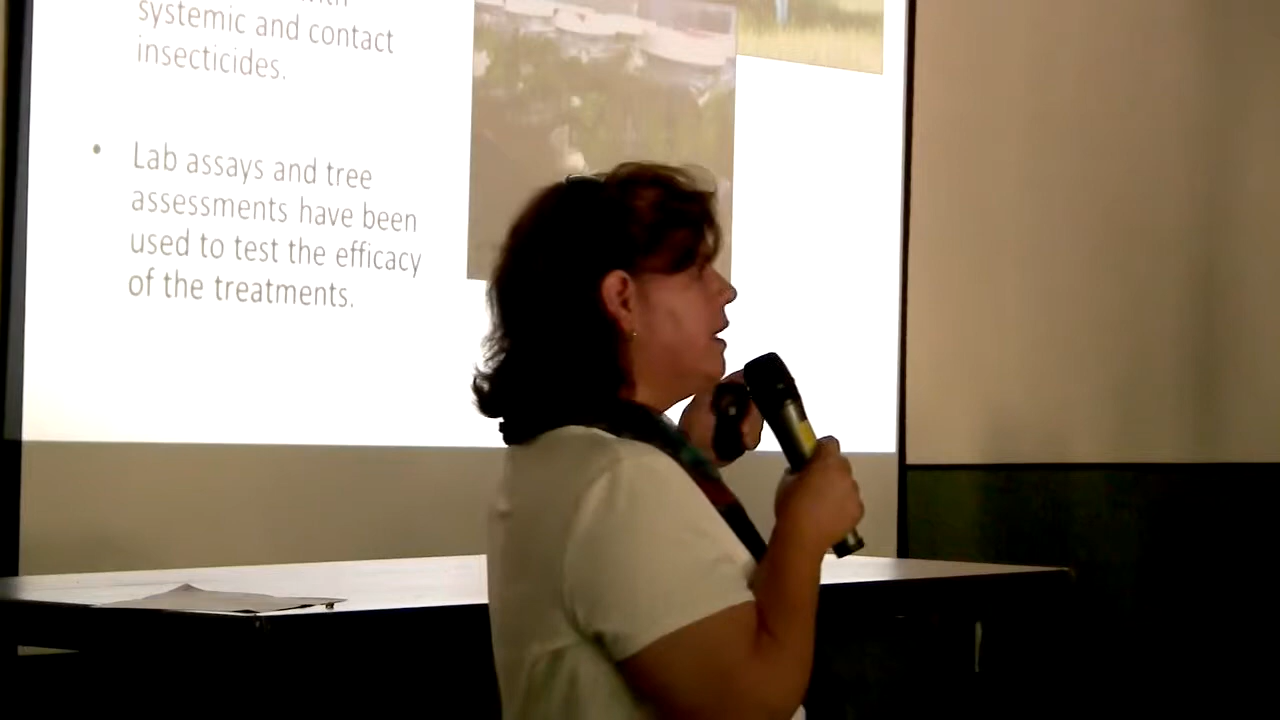 systemic and contact
insecticides.
• Lab assays and tree
assessments have been
used to test the efficacy
of the treatments.